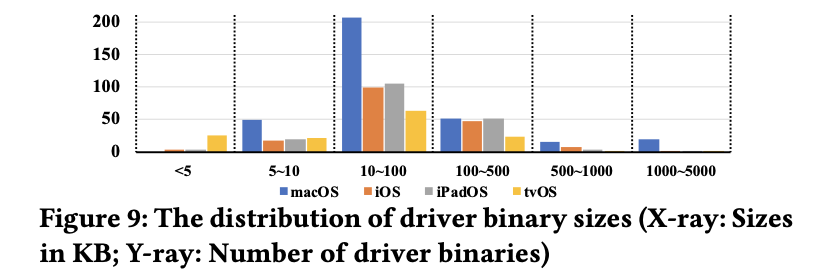 200
150
100
50
0
<5 5~10 10~100 100~500 500~1000 1000~5000
macOS iOS iPadOS tvOS
Figure 9: The distribution of driver binary sizes (X-ray: Sizes
in KB; Y-ray: Number of driver binaries)